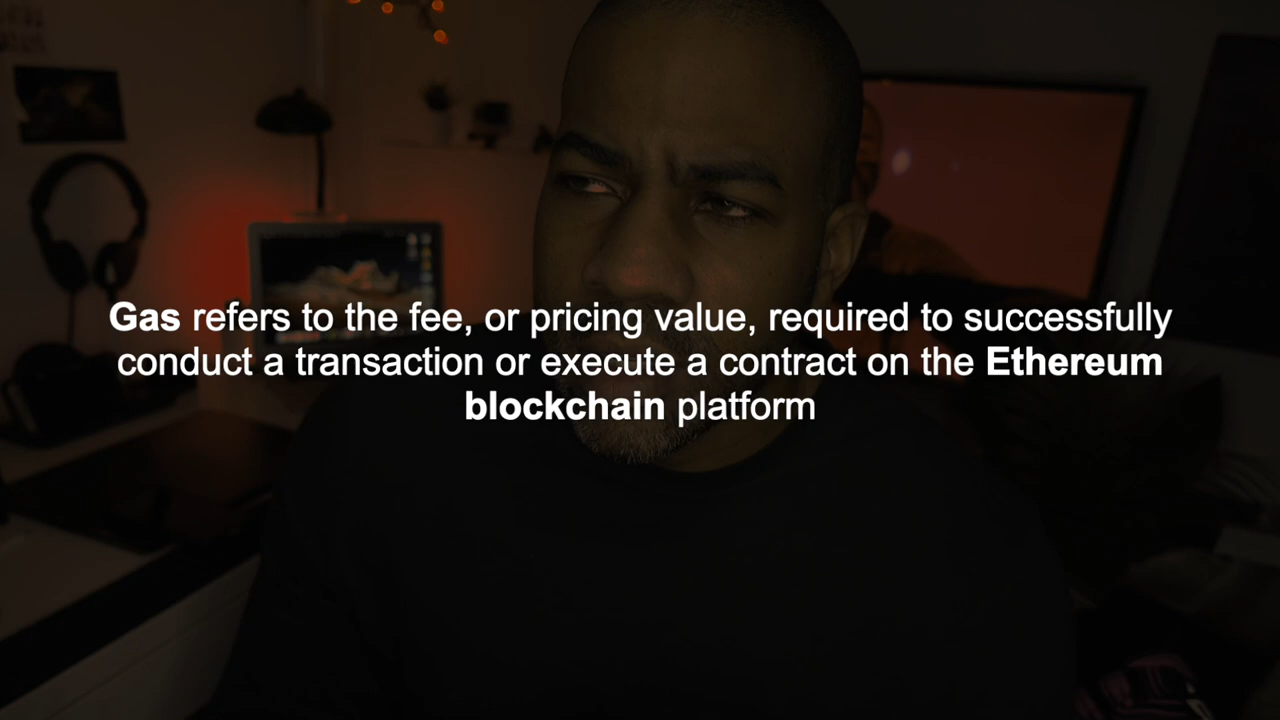 Gas refers to the fee, or pricing value, required to successfully
conduct a transaction or execute a contract on the Ethereum
blockchain platform